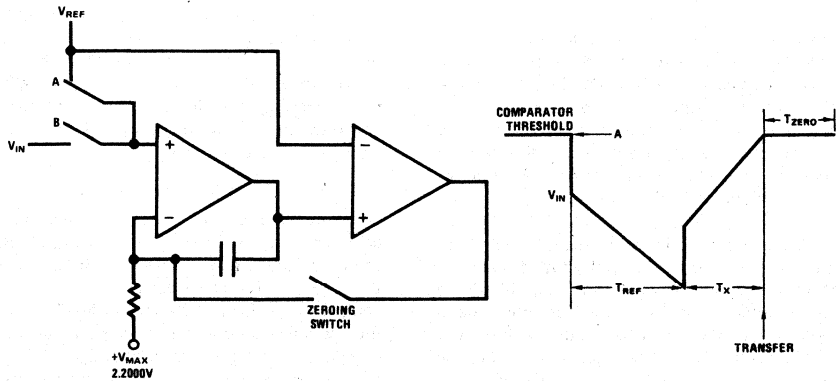 VREF
A
B
VIN
+
−
−
+
ZEROING
SWITCH
+VMAX
2.2000V
COMPARATOR
THRESHOLD
A
TZERO
VIN
TREF
TX
TRANSFER